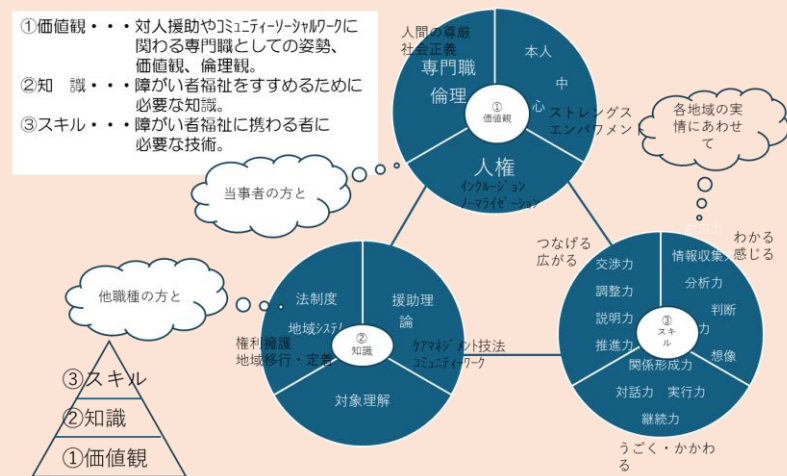 ①価値観・・・対人援助やコミュニティーソーシャルワークに
関わる専門職としての姿勢、
価値観、倫理観。
②知　識・・・障がい者福祉をすすめるために
必要な知識。
③スキル・・・障がい者福祉に携わる者に
必要な技術。
人間の尊厳
社会正義
専門職
倫理
本人
中
心
①
価値観
ストレングス
エンパワメント
人権
インクルージョン
ノーマライゼーション
各地域の実
情にあわせ
て
当事者の方と
他職種の方と
法制度
地域システム
援助理
論
②
知識
権利擁護
地域移行・定着
ケアマネジメント技法
コミュニティーワーク
対象理解
つなげる
広がる
わかる
感じる
交渉力
調整力
説明力
推進力
情報収集力
分析力
判断
力
想像
③
スキ
ル
関係形成力
対話力　実行力
継続力
うごく・かかわ
る
③スキル
②知識
①価値観